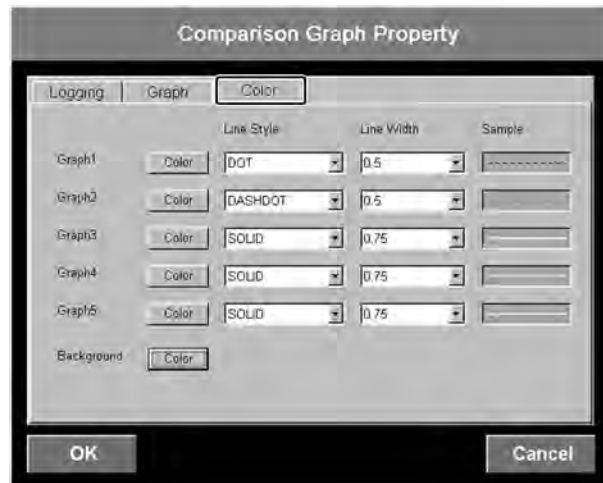 Comparison Graph Property
Logging Graph Color
Line Style Line Width Sample
Graph1 Color DOT 0.5
Graph2 Color DASHDOT 0.5
Graph3 Color SOLID 0.75
Graph4 Color SOLID 0.75
Graph5 Color SOLID 0.75
Background Color
OK Cancel